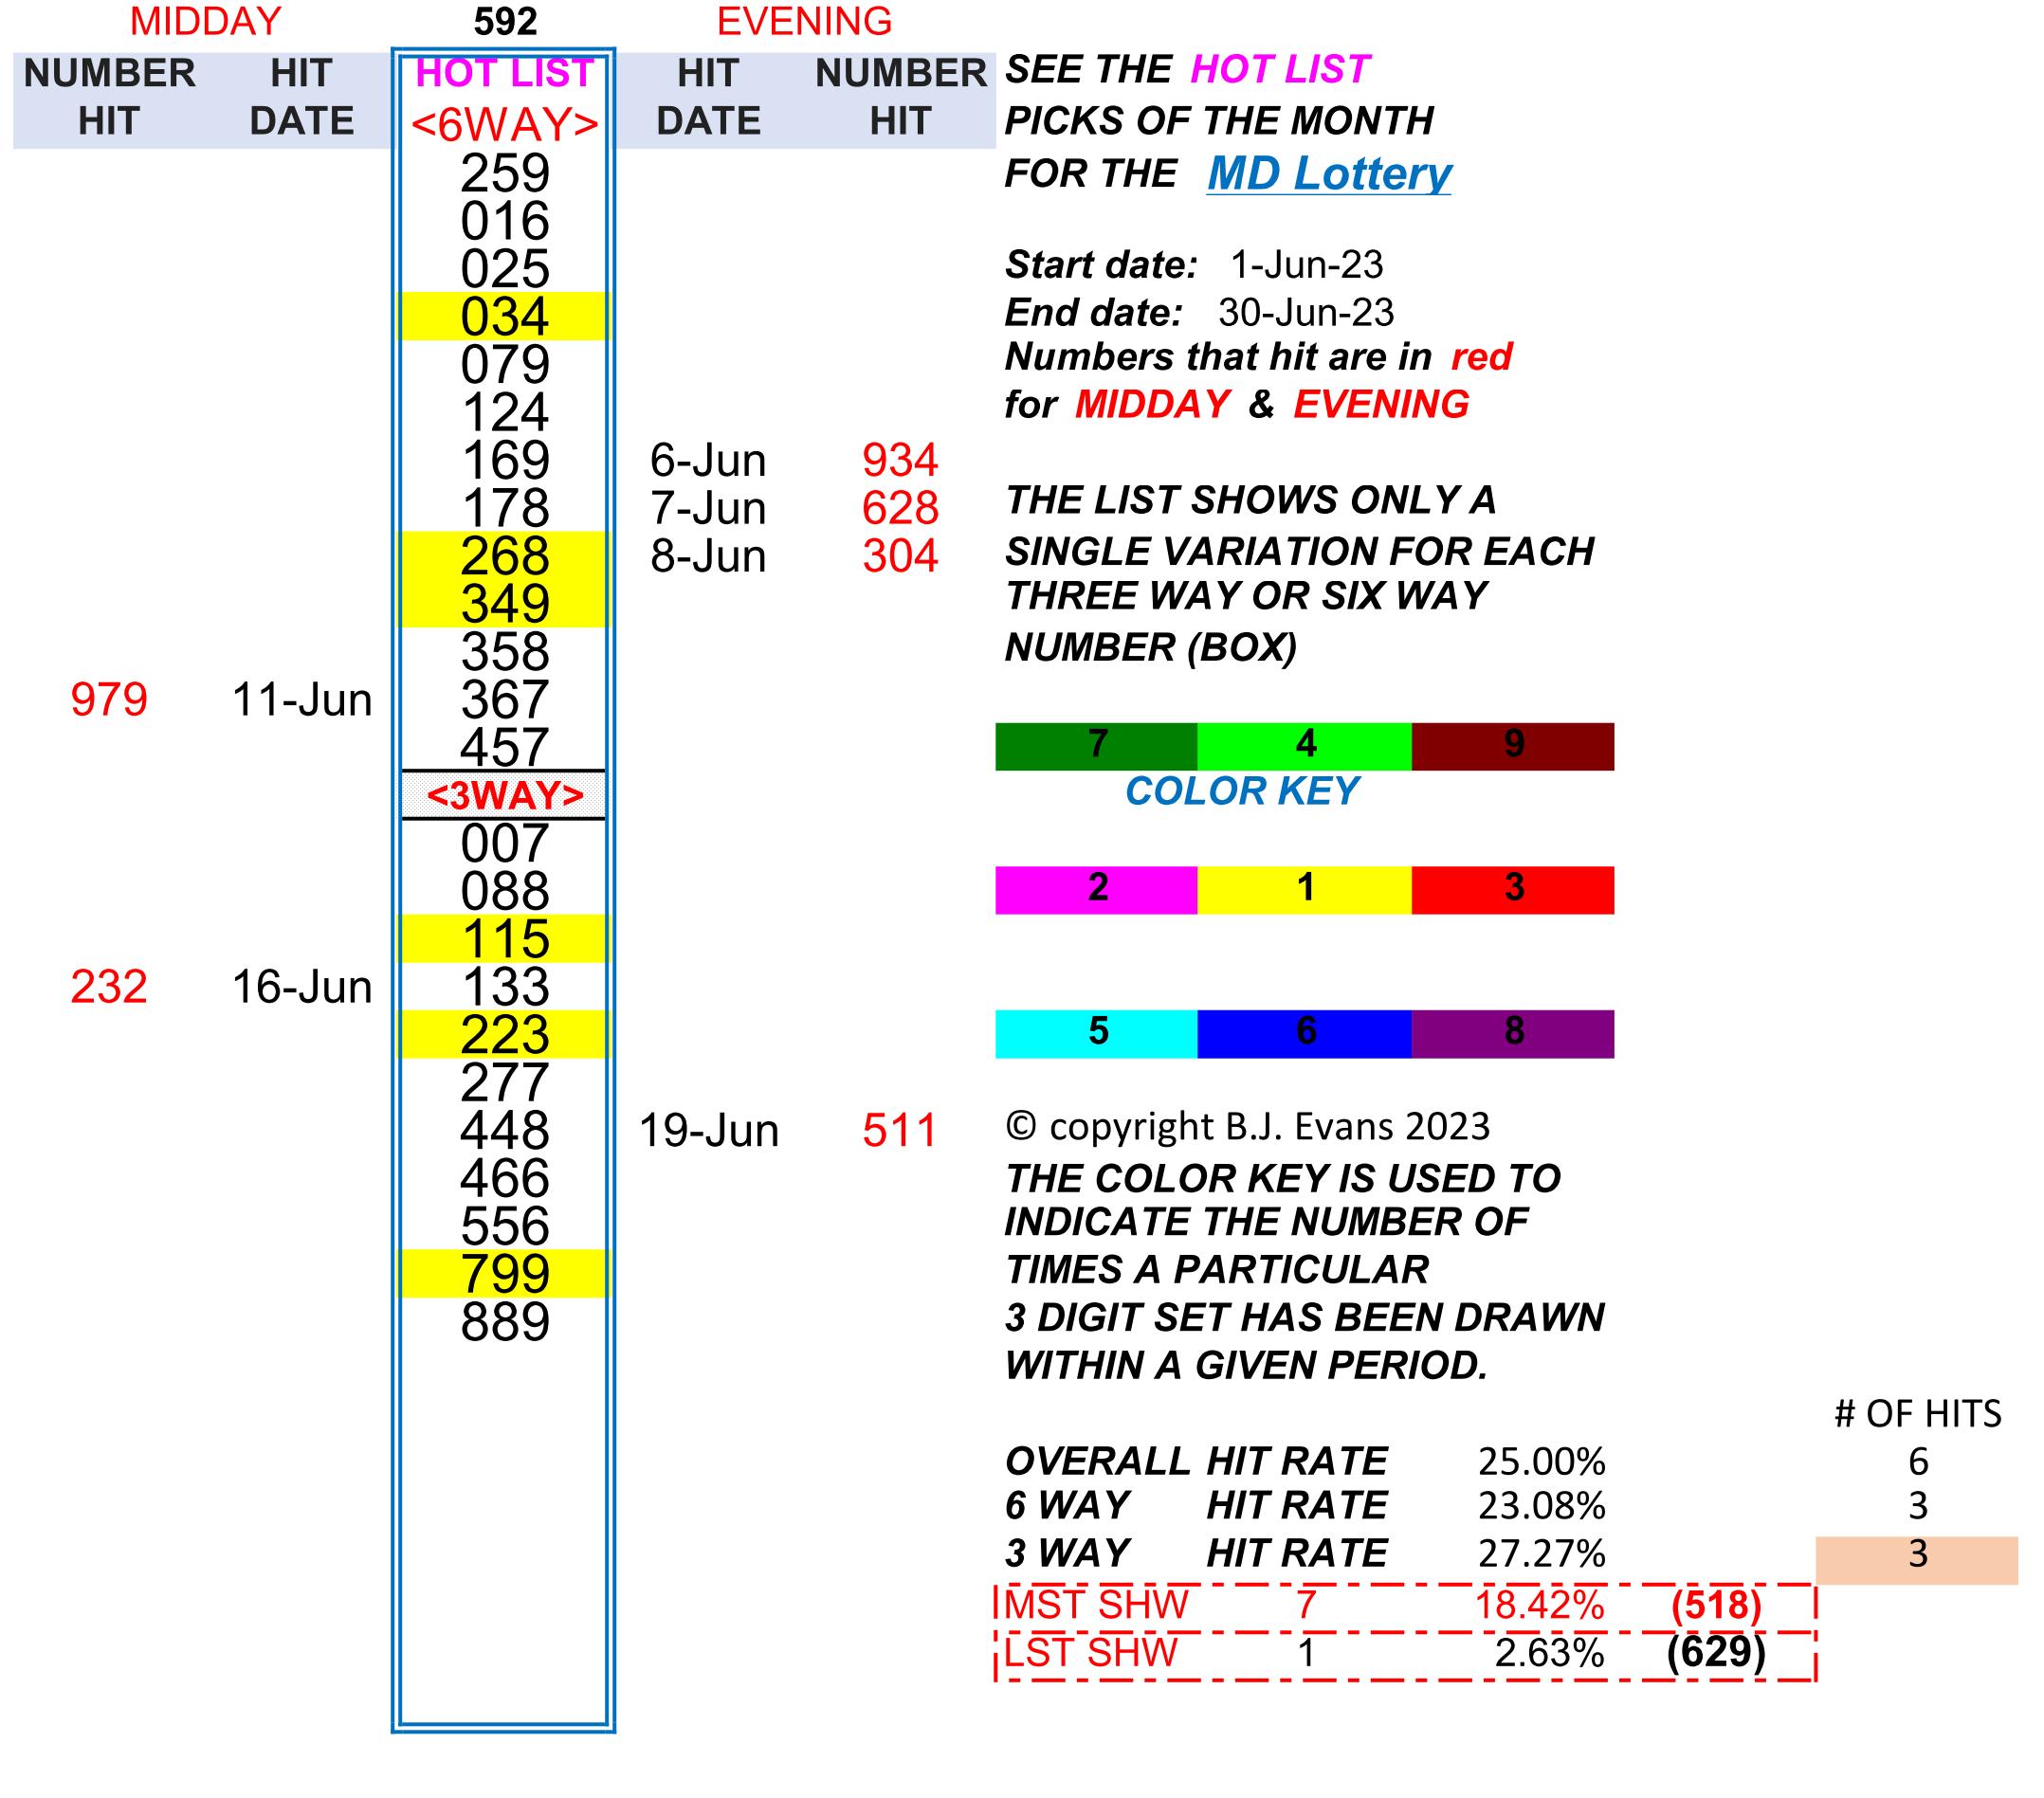 MIDDAY 592 EVENING
NUMBER HIT HOT LIST HIT NUMBER
HIT DATE <6WAY> DATE HIT
259
016
025
034
079
124
169 6-Jun 934
178 7-Jun 628
268 8-Jun 304
349
358
979 11-Jun 367
457
<3WAY>
007
088
115
232 16-Jun 133
223
277
448 19-Jun 511
466
556
799
889
SEE THE HOT LIST
PICKS OF THE MONTH
FOR THE MD Lottery
Start date: 1-Jun-23
End date: 30-Jun-23
Numbers that hit are in red
for MIDDAY & EVENING
THE LIST SHOWS ONLY A
SINGLE VARIATION FOR EACH
THREE WAY OR SIX WAY
NUMBER (BOX)
7 4 9
COLOR KEY
2 1 3
5 6 8
© copyright B.J. Evans 2023
THE COLOR KEY IS USED TO
INDICATE THE NUMBER OF
TIMES A PARTICULAR
3 DIGIT SET HAS BEEN DRAWN
WITHIN A GIVEN PERIOD.
# OF HITS
OVERALL HIT RATE 25.00% 6
6 WAY HIT RATE 23.08% 3
3 WAY HIT RATE 27.27% 3
MST SHW 7 18.42% (518)
LST SHW 1 2.63% (629)